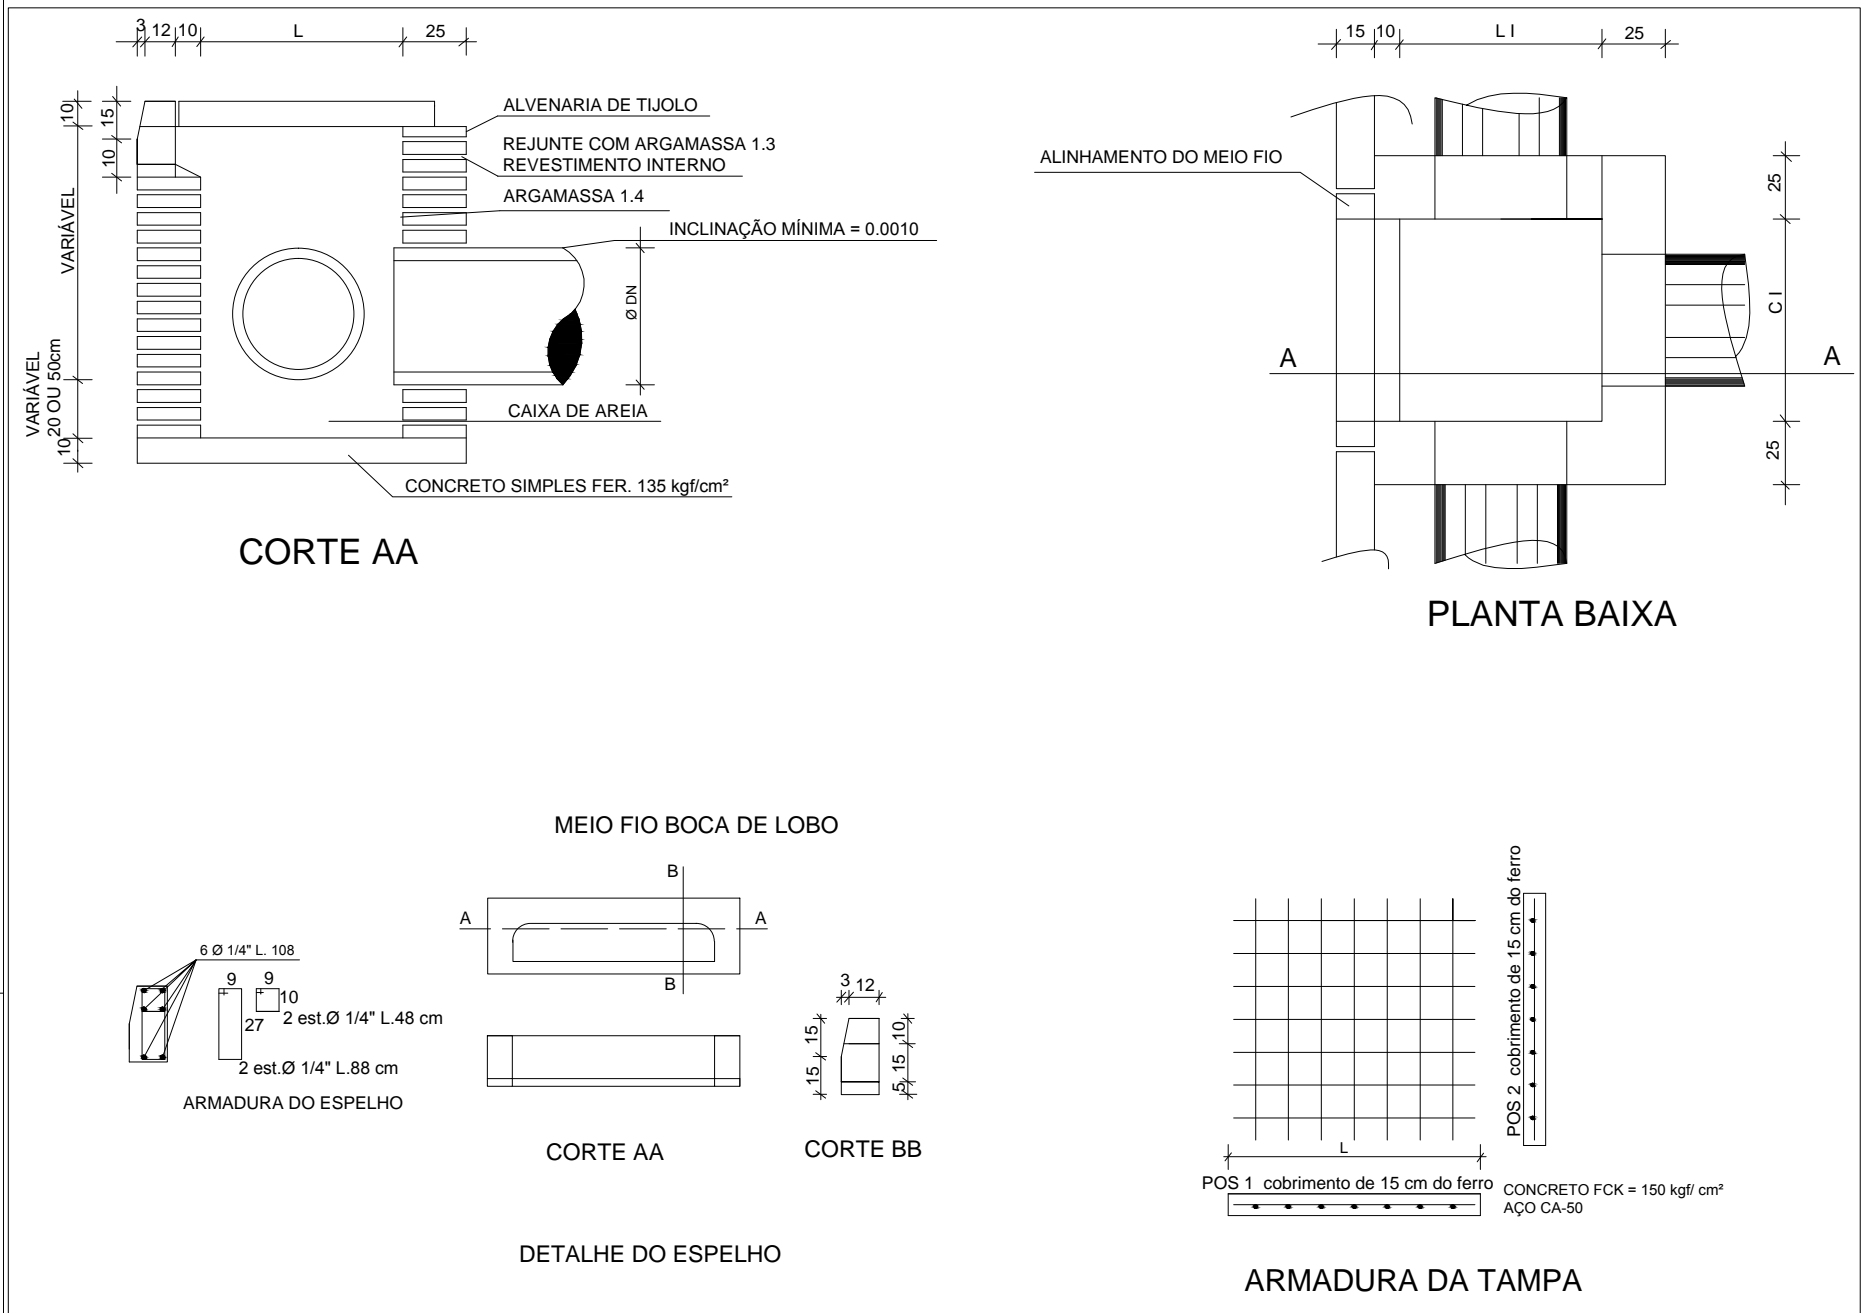 3 12 10 L 25
10
15
10
VARIÁVEL
VARIÁVEL
20 OU 50cm
10
ALVENARIA DE TIJOLO
REJUNTE COM ARGAMASSA 1.3
REVESTIMENTO INTERNO
ARGAMASSA 1.4
INCLINAÇÃO MÍNIMA = 0.0010
Ø DN
CAIXA DE AREIA
CONCRETO SIMPLES FER. 135 kgf/cm²
CORTE AA
15 10 L I 25
ALINHAMENTO DO MEIO FIO
25
C I
25
A A
PLANTA BAIXA
MEIO FIO BOCA DE LOBO
B
A A
B
6 Ø 1/4" L. 108
9 9
10
27
2 est.Ø 1/4" L.48 cm
2 est.Ø 1/4" L.88 cm
ARMADURA DO ESPELHO
CORTE AA
3 12
15
15
10
15
5
CORTE BB
DETALHE DO ESPELHO
POS 2 cobrimento de 15 cm do ferro
L
POS 1 cobrimento de 15 cm do ferro
CONCRETO FCK = 150 kgf/ cm²
AÇO CA-50
ARMADURA DA TAMPA